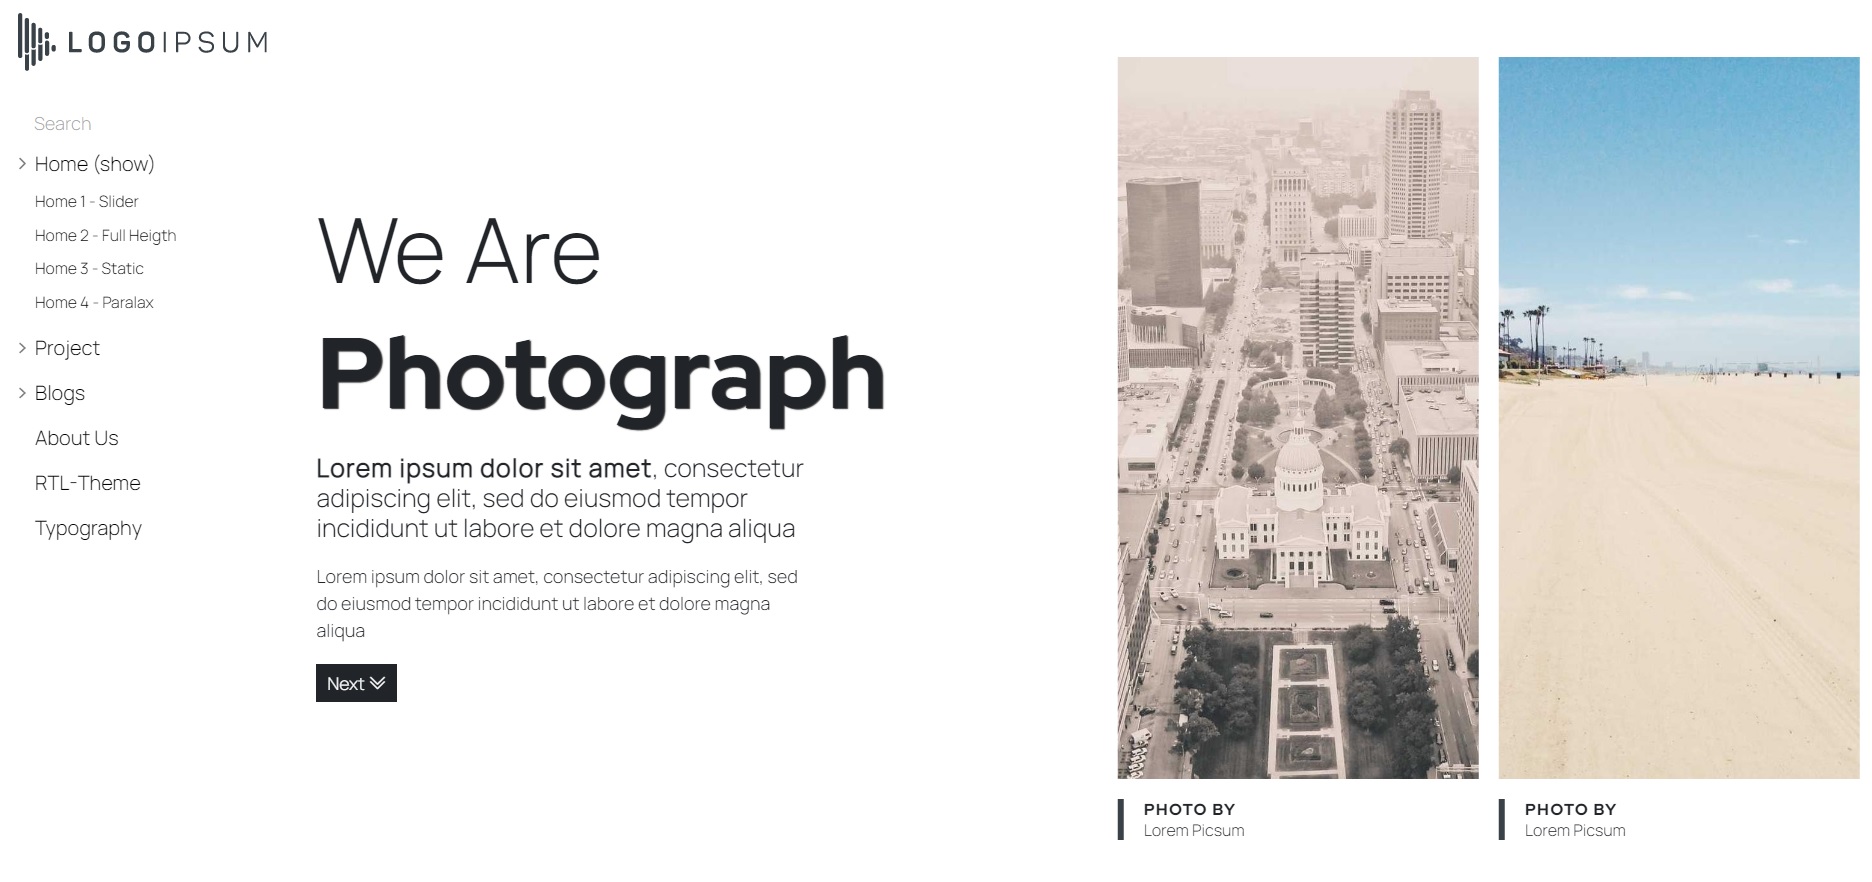 LOGOIPSUM
Search
Home (show)
Home 1 - Slider
Home 2 - Full Heigth
Home 3 - Static
Home 4 - Paralax
Project
Blogs
About Us
RTL-Theme
Typography
We Are
Photograph
Lorem ipsum dolor sit amet, consectetur
adipiscing elit, sed do eiusmod tempor
incididunt ut labore et dolore magna aliqua
Lorem ipsum dolor sit amet, consectetur adipiscing elit, sed
do eiusmod tempor incididunt ut labore et dolore magna
aliqua
Next
PHOTO BY
Lorem Picsum
PHOTO BY
Lorem Picsum